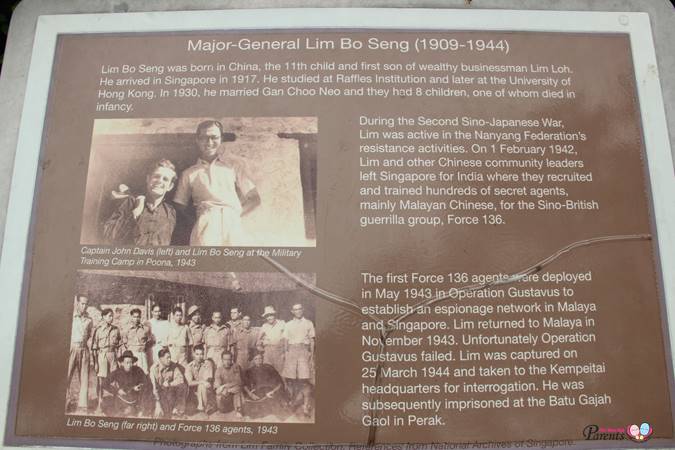 Major-General Lim Bo Seng (1909-1944)
Lim Bo Seng was born in China, the 11th child and first son of wealthy businessman Lim Loh.
He arrived in Singapore in 1917. He studied at Raffles Institution and later at the University of
Hong Kong. In 1930, he married Gan Choo Neo and they had 8 children, one of whom died in
infancy.
Captain John Davis (left) and Lim Bo Seng at the Military
Training Camp in Poona, 1943
During the Second Sino-Japanese War,
Lim was active in the Nanyang Federation's
resistance activities. On 1 February 1942,
Lim and other Chinese community leaders
left Singapore for India where they recruited
and trained hundreds of secret agents,
mainly Malayan Chinese, for the Sino-British
guerrilla group, Force 136.
Lim Bo Seng (far right) and Force 136 agents, 1943
The first Force 136 agents were deployed
in May 1943 in Operation Gustavus to
establish an espionage network in Malaya
and Singapore. Lim returned to Malaya in
November 1943. Unfortunately Operation
Gustavus failed. Lim was captured on
25 March 1944 and taken to the Kempeitai
headquarters for interrogation. He was
subsequently imprisoned at the Batu Gajah
Gaol in Perak.
Photographs from Lim Family Collection. References from National Archives of Singapore.
Parents